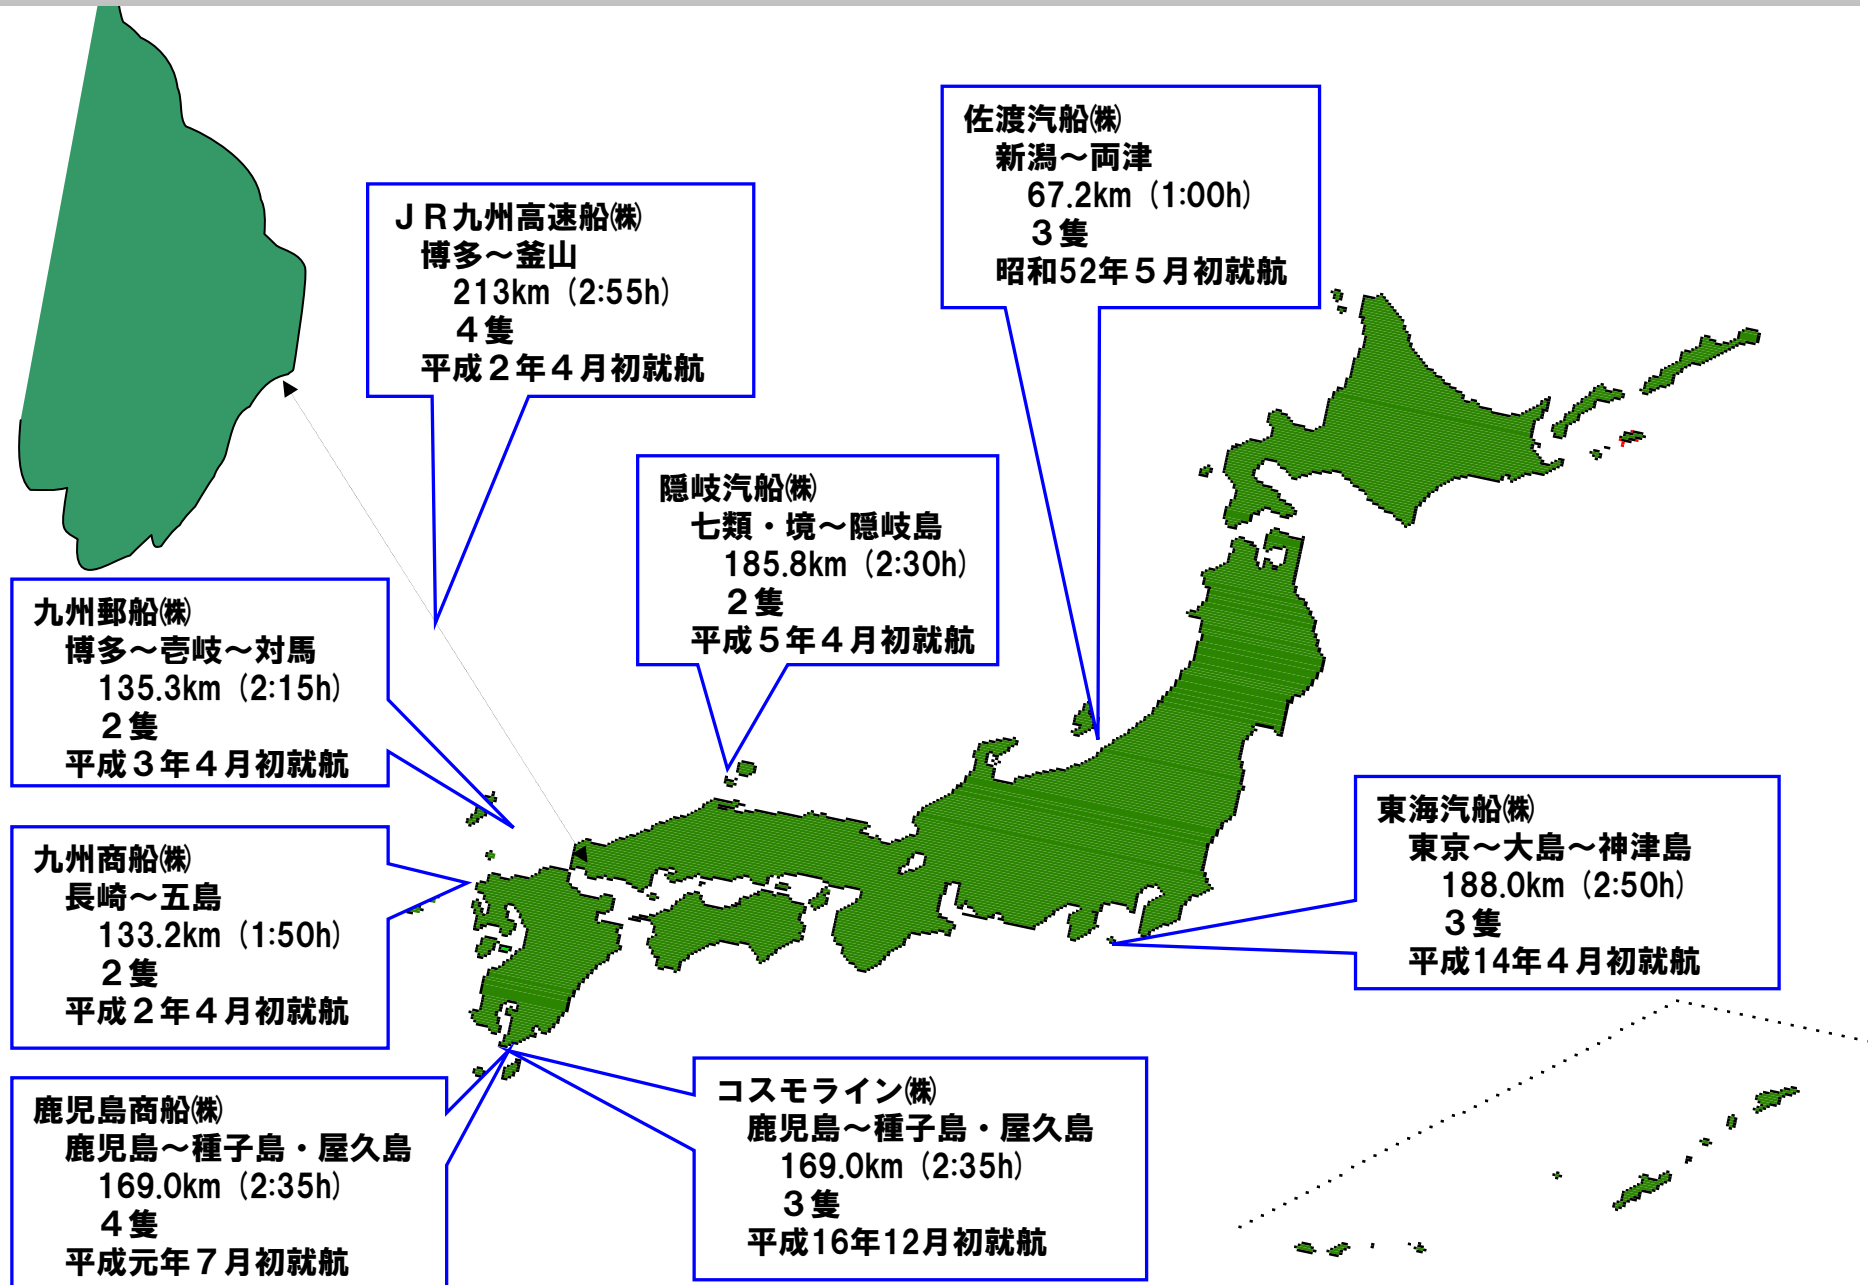 佐渡汽船㈱
新潟～両津
67.2km（1:00h）
３隻
昭和52年５月初就航
ＪＲ九州高速船㈱
博多～釜山
213km（2:55h）
４隻
平成２年４月初就航
隠岐汽船㈱
七類・境～隠岐島
185.8km（2:30h）
２隻
平成５年４月初就航
九州郵船㈱
博多～壱岐～対馬
135.3km（2:15h）
２隻
平成３年４月初就航
東海汽船㈱
東京～大島～神津島
188.0km（2:50h）
３隻
平成14年４月初就航
九州商船㈱
長崎～五島
133.2km（1:50h）
２隻
平成２年４月初就航
コスモライン㈱
鹿児島～種子島・屋久島
169.0km（2:35h）
３隻
平成16年12月初就航
鹿児島商船㈱
鹿児島～種子島・屋久島
169.0km（2:35h）
４隻
平成元年７月初就航